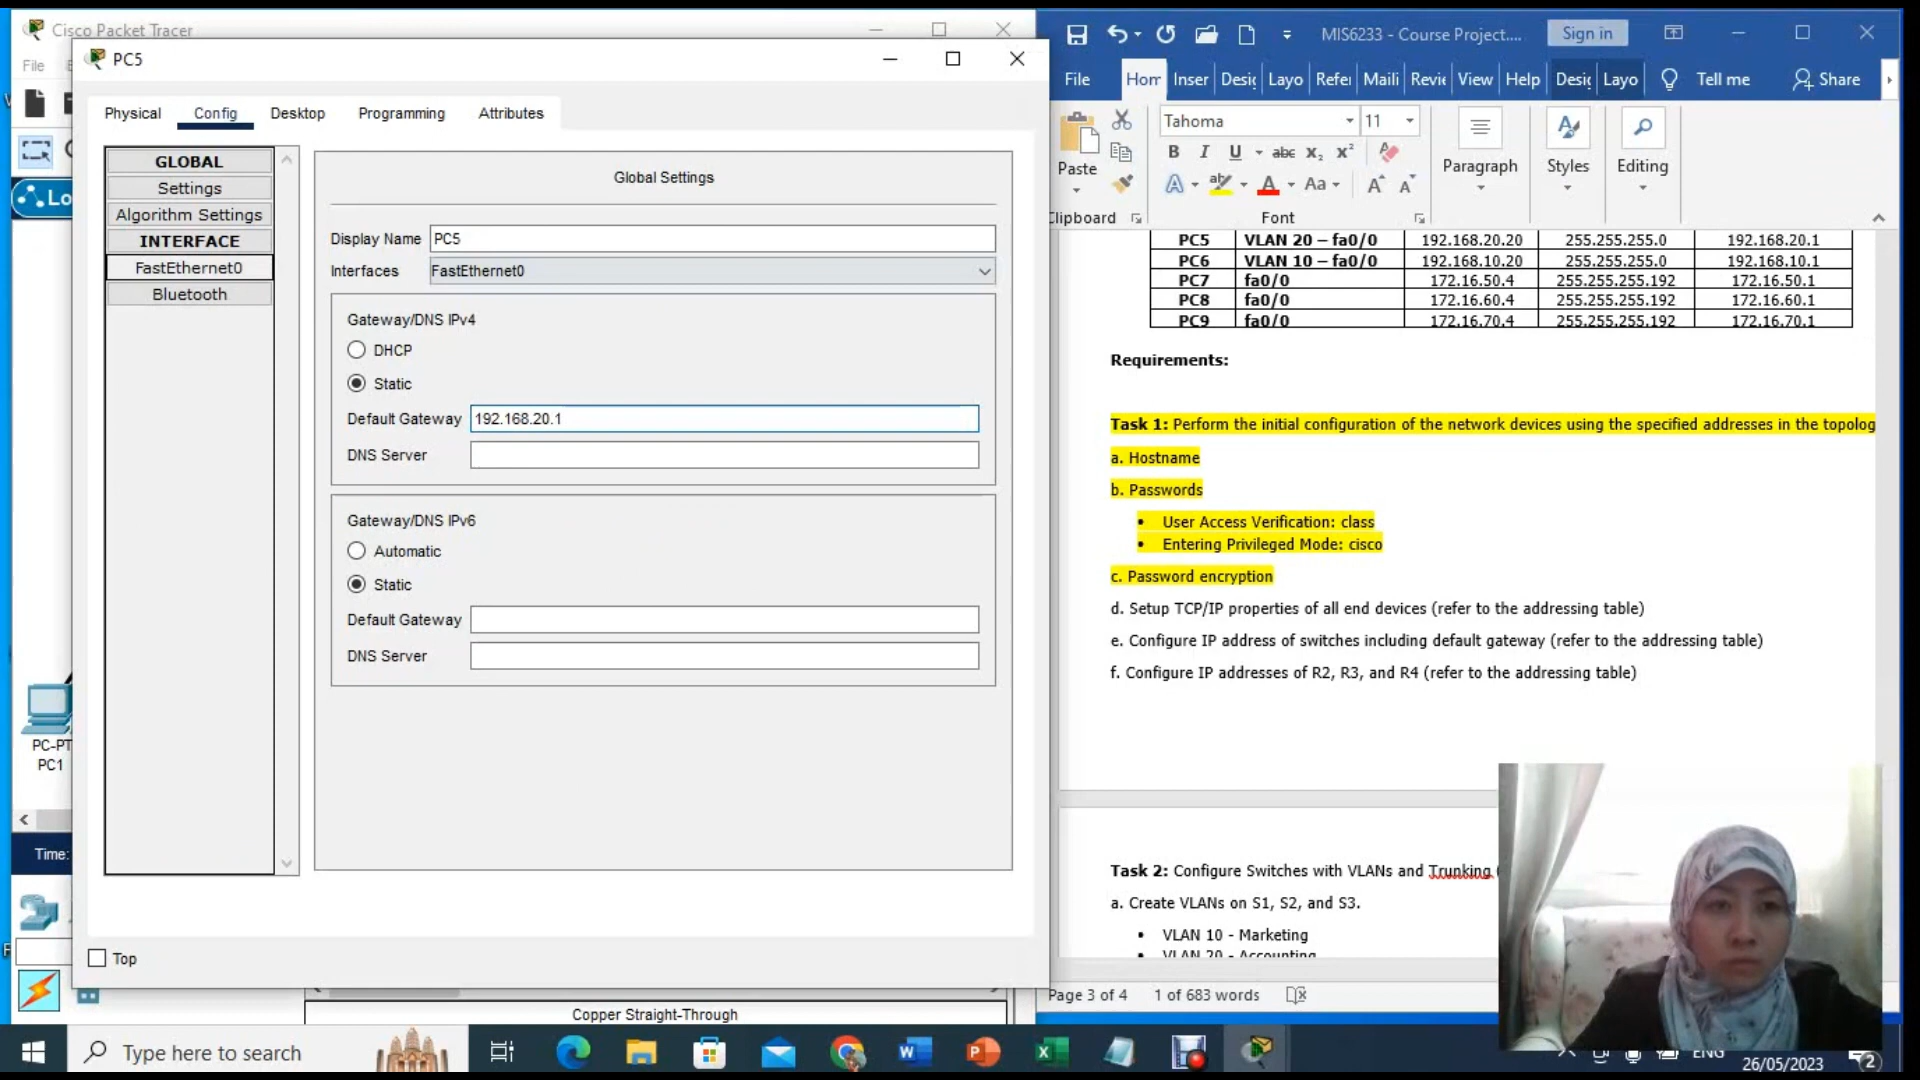 Cisco Packet Tracer
File
PC5
Physical Config Desktop Programming Attributes
GLOBAL
Settings
Algorithm Settings
INTERFACE
FastEthernet0
Bluetooth
Global Settings
Display Name PC5
Interfaces FastEthernet0
Gateway/DNS IPv4
DHCP
Static
Default Gateway 192.168.20.1
DNS Server
Gateway/DNS IPv6
Automatic
Static
Default Gateway
DNS Server
Top
Lo
PC-PT
PC1
Time:
Copper Straight-Through
MIS6233 - Course Project.... Sign in
File Hom Inser Desig Layo Refe Maili Revie View Help Desig Layo Tell me Share
Tahoma 11
Paste
Clipboard
Font
Paragraph
Styles
Editing
PC5 VLAN 20 – fa0/0 192.168.20.20 255.255.255.0 192.168.20.1
PC6 VLAN 10 – fa0/0 192.168.10.20 255.255.255.0 192.168.10.1
PC7 fa0/0 172.16.50.4 255.255.255.192 172.16.50.1
PC8 fa0/0 172.16.60.4 255.255.255.192 172.16.60.1
PC9 fa0/0 172.16.70.4 255.255.255.192 172.16.70.1
Requirements:
Task 1: Perform the initial configuration of the network devices using the specified addresses in the topolog
a. Hostname
b. Passwords
• User Access Verification: class
• Entering Privileged Mode: cisco
c. Password encryption
d. Setup TCP/IP properties of all end devices (refer to the addressing table)
e. Configure IP address of switches including default gateway (refer to the addressing table)
f. Configure IP addresses of R2, R3, and R4 (refer to the addressing table)
Task 2: Configure Switches with VLANs and Trunking
a. Create VLANs on S1, S2, and S3.
• VLAN 10 - Marketing
• VLAN 20 - Accounting
Page 3 of 4 1 of 683 words
Type here to search
ENG
26/05/2023
2